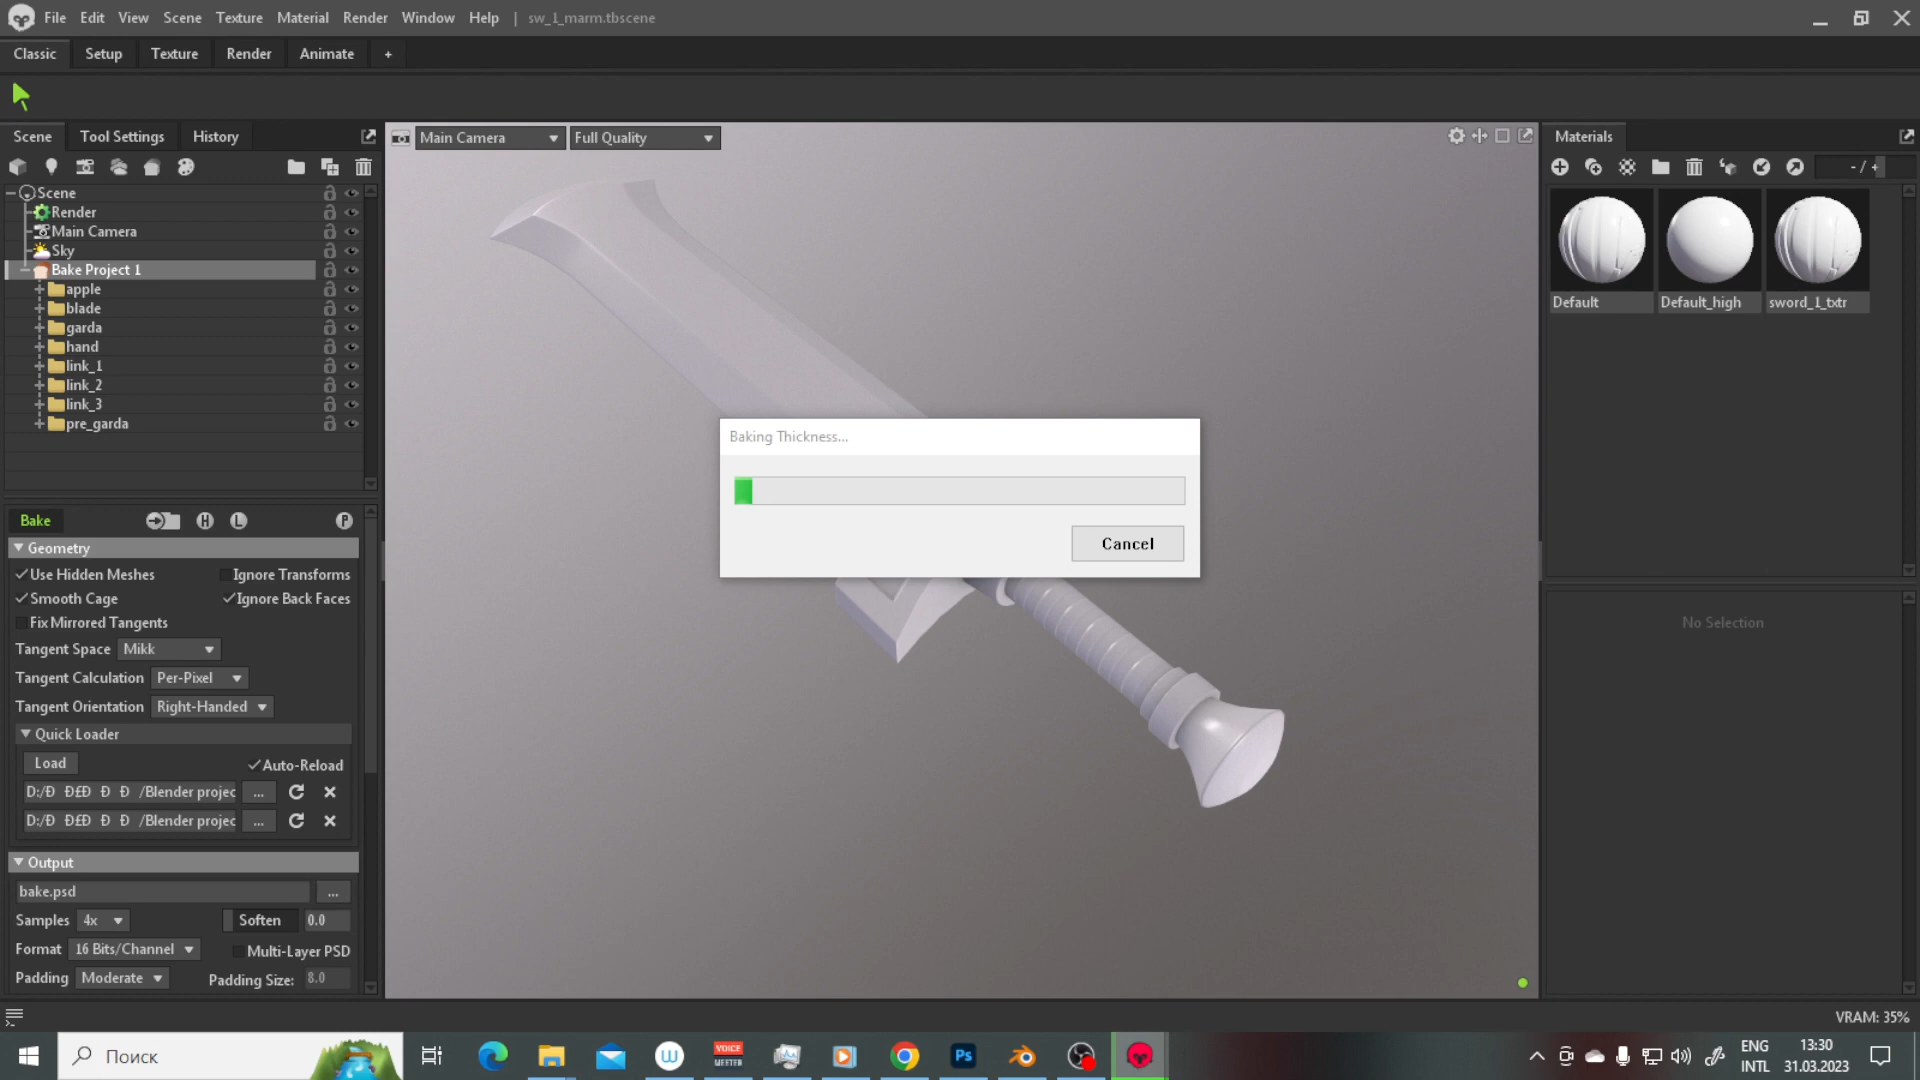 File Edit View Scene Texture Material Render Window Help | sw_1_marm.tbscene
Classic Setup Texture Render Animate +
Scene Tool Settings History
Main Camera Full Quality
Materials
- / +
Scene
Render
Main Camera
Sky
Bake Project 1
apple
blade
garda
hand
link_1
link_2
link_3
pre_garda
Default Default_high sword_1_txtr
Baking Thickness...
Cancel
Bake H L P
Geometry
Use Hidden Meshes Ignore Transforms
Smooth Cage Ignore Back Faces
Fix Mirrored Tangents
Tangent Space Mikk
Tangent Calculation Per-Pixel
Tangent Orientation Right-Handed
Quick Loader
Load Auto-Reload
D:/Ð Ð£Ð Ð Ð /Blender projec ...
D:/Ð Ð£Ð Ð Ð /Blender projec ...
Output
bake.psd ...
Samples 4x Soften 0.0
Format 16 Bits/Channel Multi-Layer PSD
Padding Moderate Padding Size: 8.0
No Selection
VRAM: 35%
Поиск
VOICE
MEETER
Ps
ENG
INTL
13:30
31.03.2023